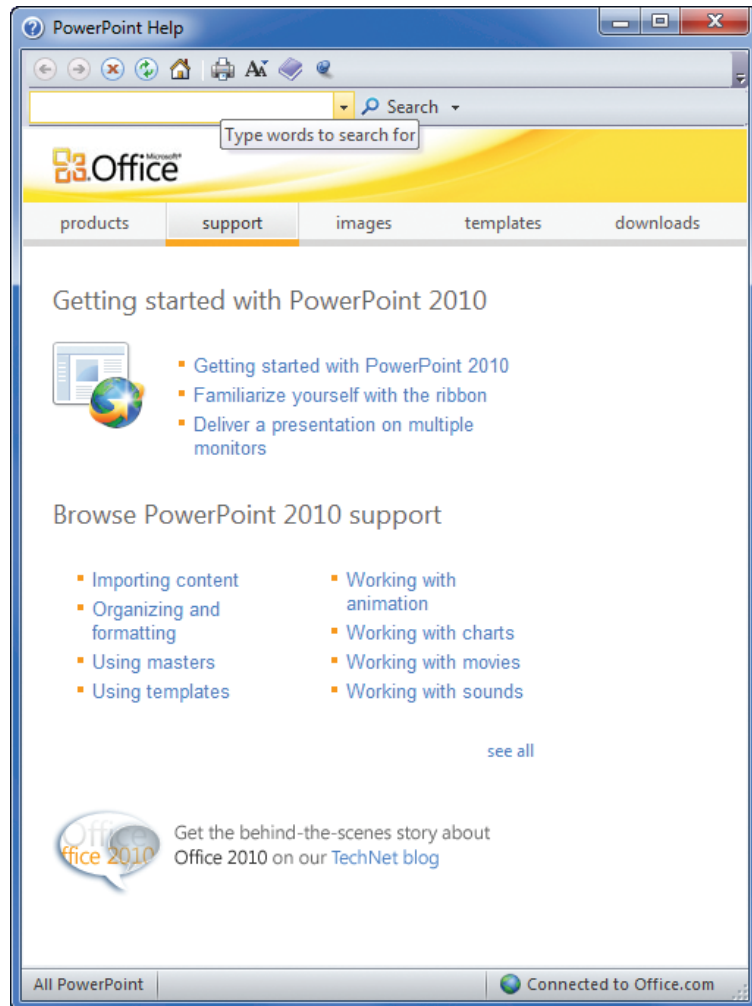 PowerPoint Help
Search
Type words to search for
Microsoft®
Office
products support images templates downloads
Getting started with PowerPoint 2010
Getting started with PowerPoint 2010
Familiarize yourself with the ribbon
Deliver a presentation on multiple
monitors
Browse PowerPoint 2010 support
Importing content
Organizing and
formatting
Using masters
Using templates
Working with
animation
Working with charts
Working with movies
Working with sounds
see all
Office
ffice 2010
Get the behind-the-scenes story about
Office 2010 on our TechNet blog
All PowerPoint
Connected to Office.com